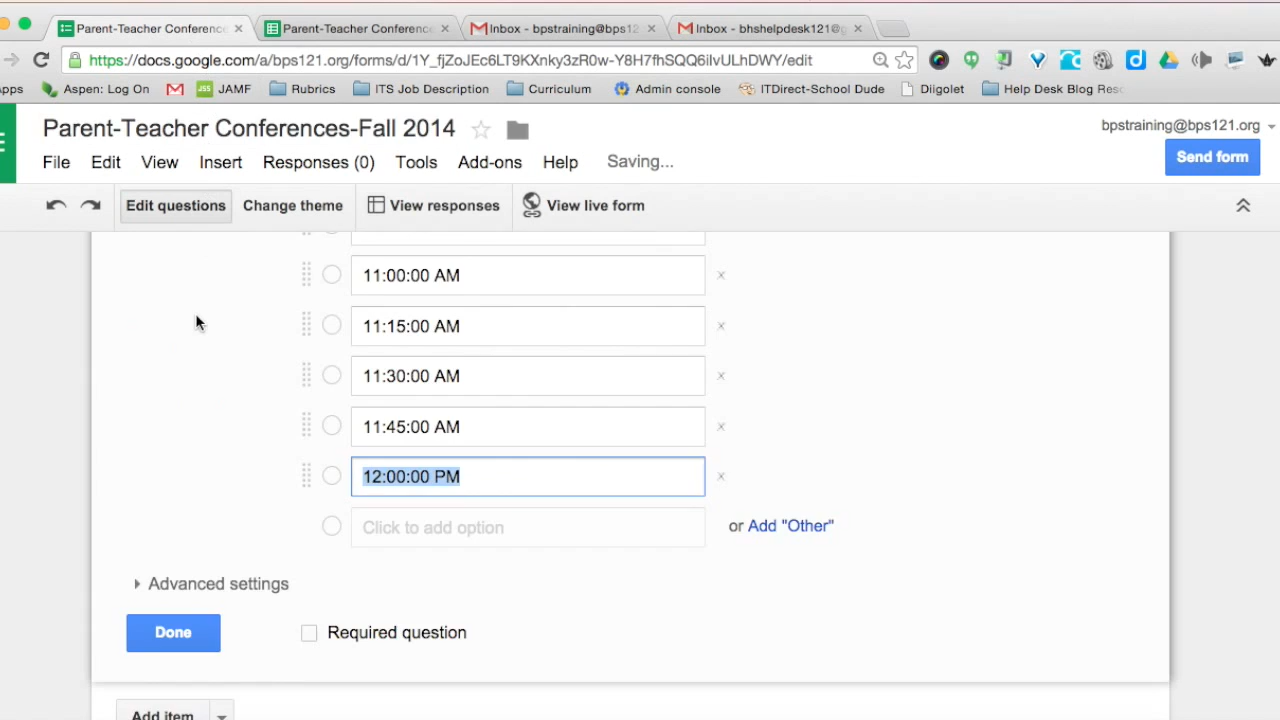 Parent-Teacher Conferences × Parent-Teacher Conference × Inbox - bpstraining@bps12 × Inbox - bhshelpdesk121@g ×
https://docs.google.com/a/bps121.org/forms/d/1Y_fjZoJEc6LT9KXnky3zR0w-Y8H7fhSQQ6iIvULhDWY/edit
Apps Aspen: Log On JSS JAMF Rubrics ITS Job Description Curriculum Admin console ITDirect-School Dude Diigolet Help Desk Blog Reso
Parent-Teacher Conferences-Fall 2014
bpstraining@bps121.org
File Edit View Insert Responses (0) Tools Add-ons Help Saving...
Send form
Edit questions Change theme View responses View live form
11:00:00 AM
11:15:00 AM
11:30:00 AM
11:45:00 AM
12:00:00 PM
Click to add option or Add "Other"
Advanced settings
Done Required question
Add item